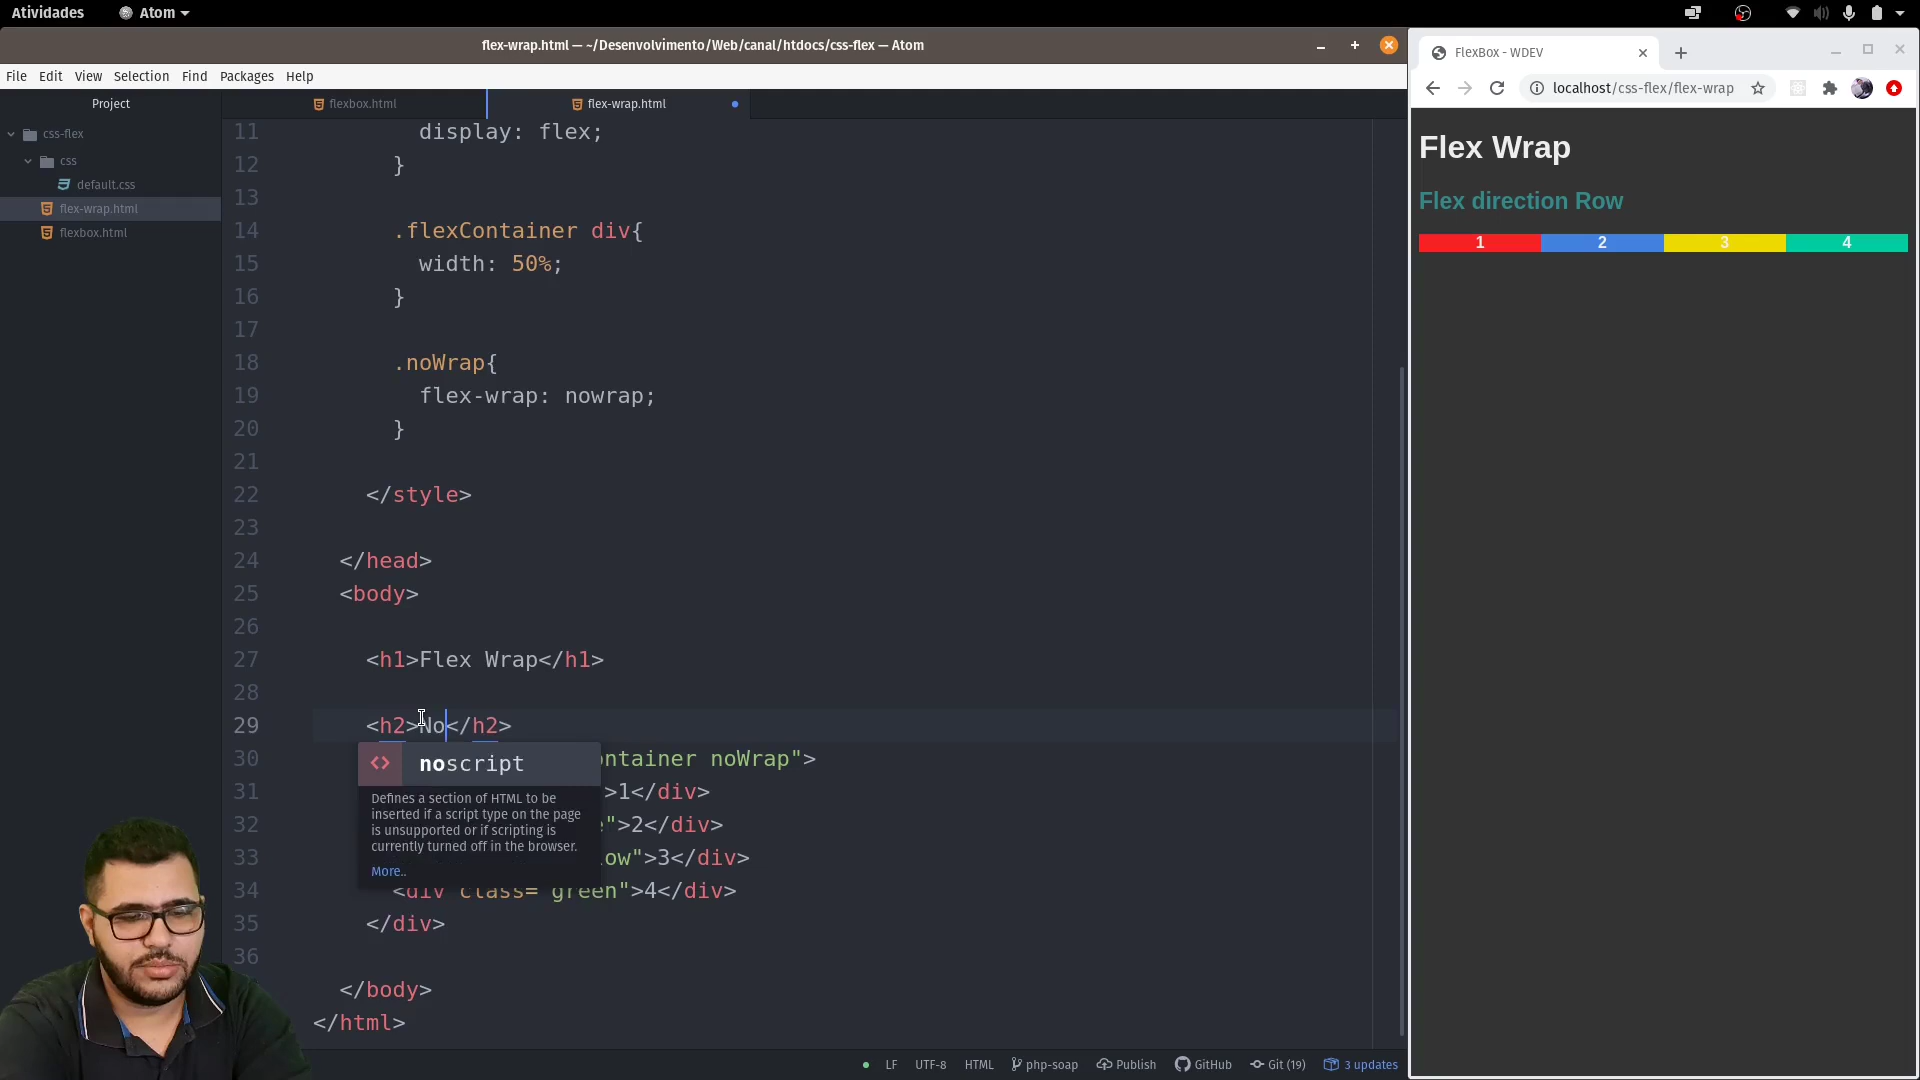 Atividades
Atom
flex-wrap.html — ~/Desenvolvimento/Web/canal/htdocs/css-flex — Atom
File Edit View Selection Find Packages Help
Project
css-flex
css
default.css
flex-wrap.html
flexbox.html
flexbox.html
flex-wrap.html
11 display: flex;
12 }
13
14 .flexContainer div{
15 width: 50%;
16 }
17
18 .noWrap{
19 flex-wrap: nowrap;
20 }
21
22 </style>
23
24 </head>
25 <body>
26
27 <h1>Flex Wrap</h1>
28
29 <h2>No</h2>
30 ontainer noWrap">
31 >1</div>
32 e">2</div>
33 low">3</div>
34 <div class="green">4</div>
35 </div>
36
</body>
</html>
noscript
Defines a section of HTML to be
inserted if a script type on the page
is unsupported or if scripting is
currently turned off in the browser.
More..
LF UTF-8 HTML php-soap Publish GitHub Git (19) 3 updates
FlexBox - WDEV
localhost/css-flex/flex-wrap
Flex Wrap
Flex direction Row
1 2 3 4